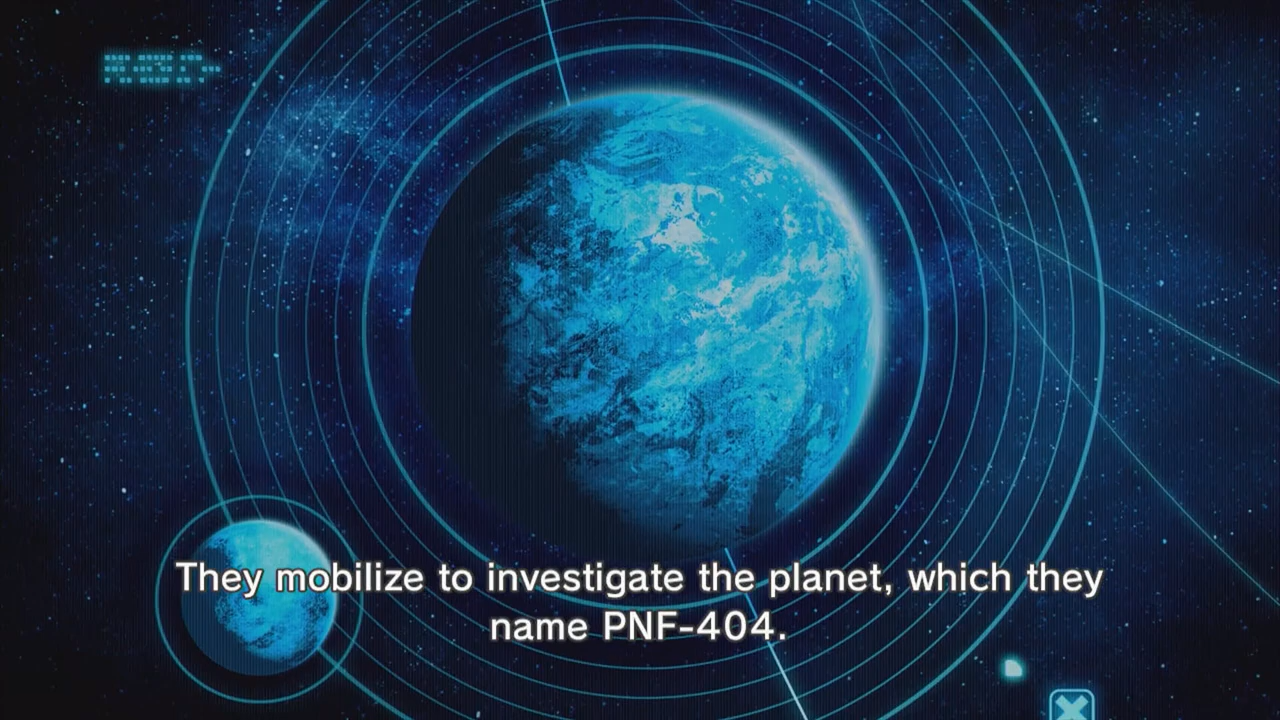 They mobilize to investigate the planet, which they
name PNF-404.